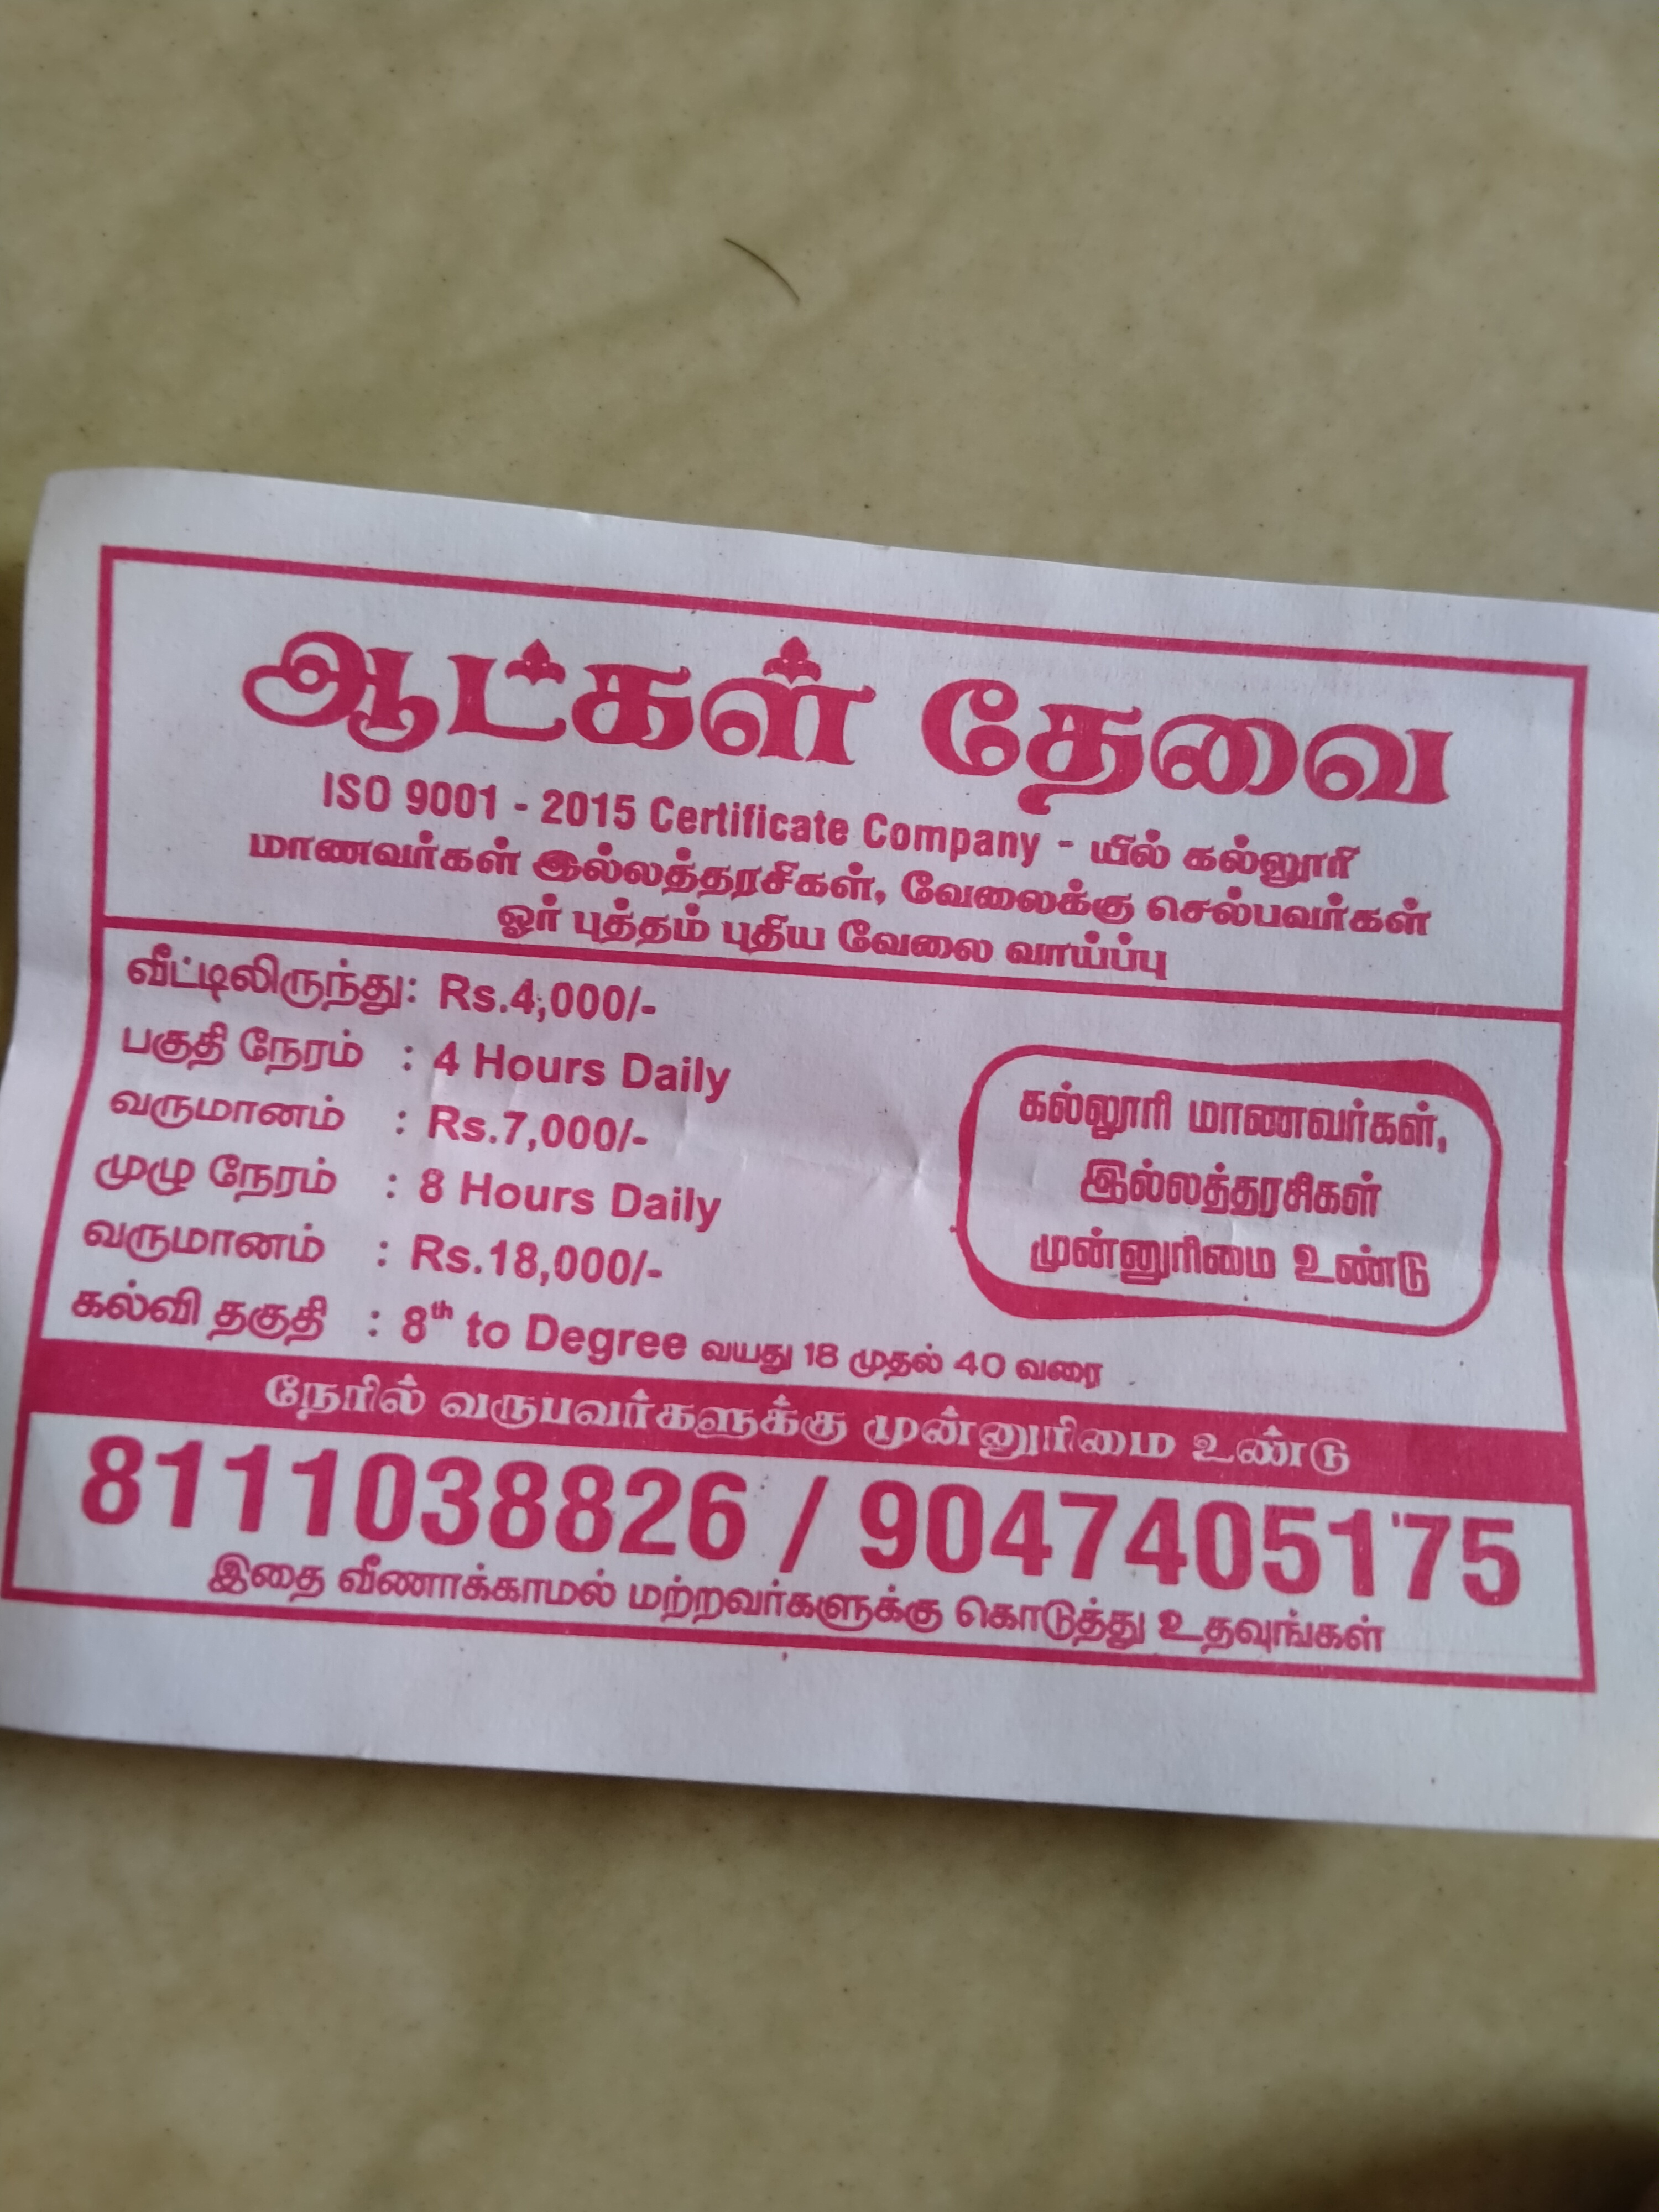 ஆட்கள் தேவை
ISO 9001 - 2015 Certificate Company - யில் கல்லூரி
மாணவர்கள் இல்லத்தரசிகள், வேலைக்கு செல்பவர்கள்
ஓர் புத்தம் புதிய வேலை வாய்ப்பு
வீட்டிலிருந்து: Rs.4,000/-
பகுதி நேரம் : 4 Hours Daily
வருமானம் : Rs.7,000/-
முழு நேரம் : 8 Hours Daily
வருமானம் : Rs.18,000/-
கல்வி தகுதி : 8th to Degree வயது 18 முதல் 40 வரை
கல்லூரி மாணவர்கள்,
இல்லத்தரசிகள்
முன்னுரிமை உண்டு
நேரில் வருபவர்களுக்கு முன்னுரிமை உண்டு
8111038826 / 9047405175
இதை வீணாக்காமல் மற்றவர்களுக்கு கொடுத்து உதவுங்கள்